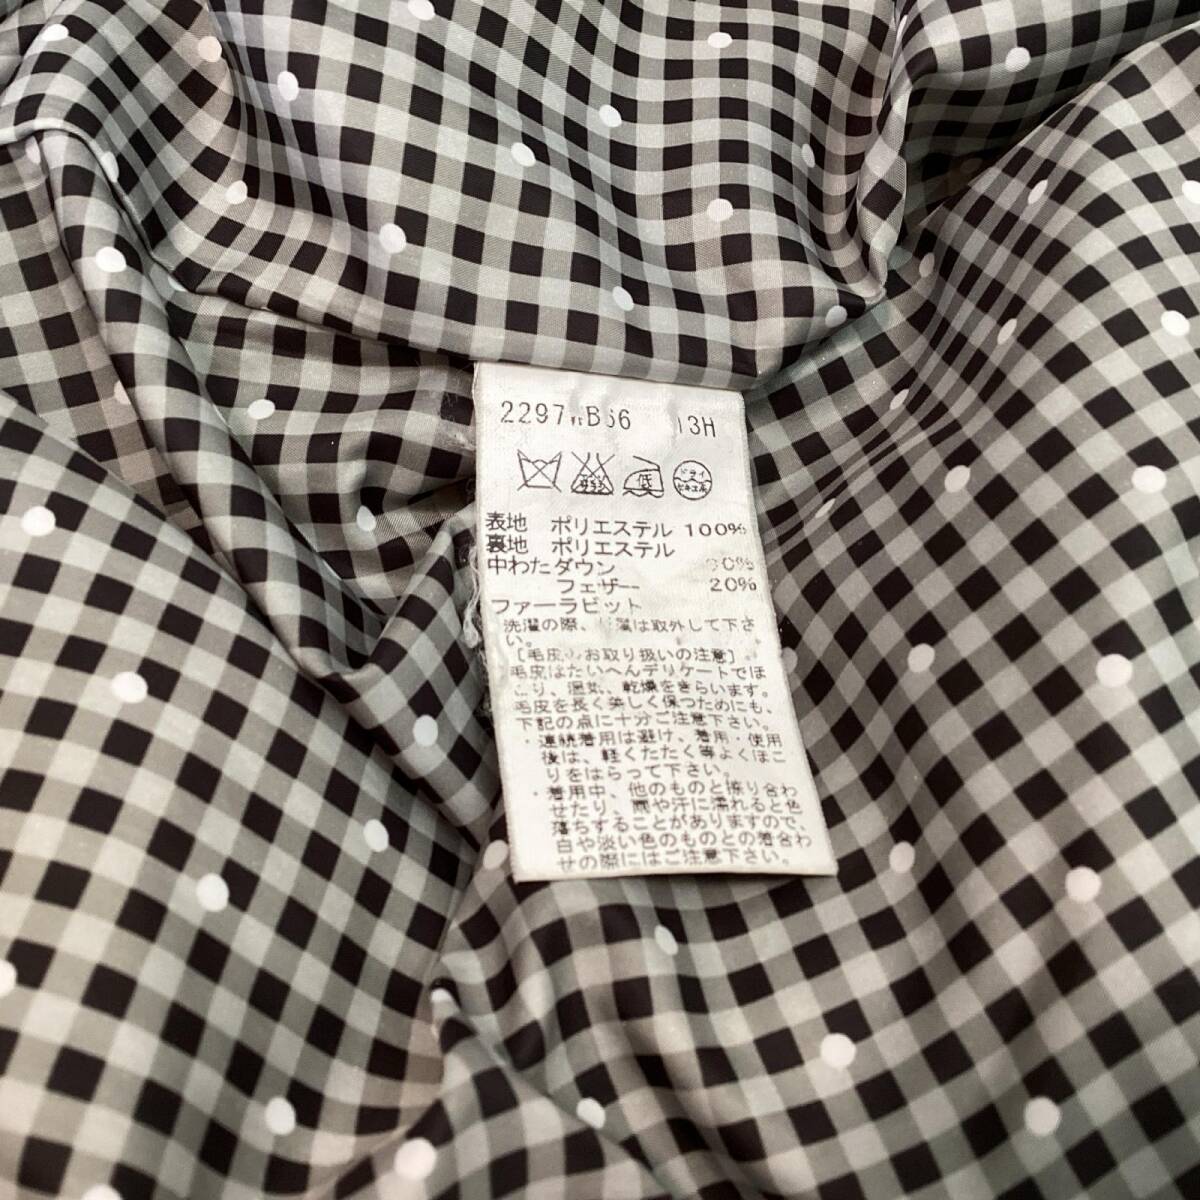 13H
低
ドライ
セキユ系
表地 ポリエステル 100%
裏地 ポリエステル
中わたダウン
フェザー 20%
ファーラビット
洗濯の際、は取外して下さ
い。
お取り扱いの注意]
毛皮はたいへんデリケートでほ
こり、湿気、乾燥をきらいます。
毛皮を長く美しく保つためにも、
下記の点に十分ご注意下さい。
・連続着用は避け、着用・使用
後は、軽くたたく等よくほこ
りをはらって下さい。
・着用中、他のものと擦り合わ
せたり、雨や汗に濡れると色
落ちすることがありますので、
白や淡い色のものとの着合わ
せの際にはご注意下さい。